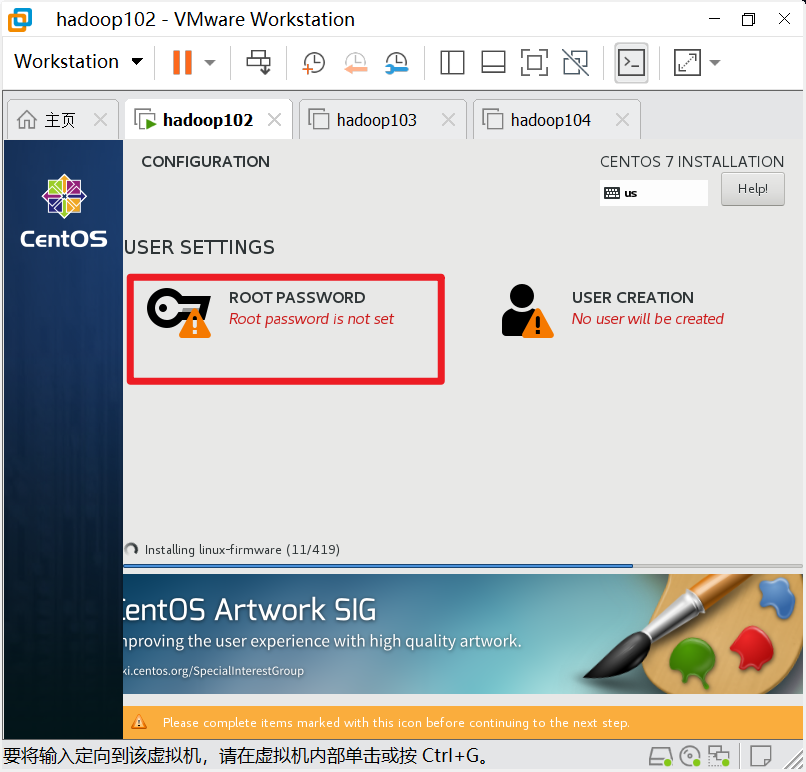 hadoop102 - VMware Workstation
Workstation
主页
hadoop102
hadoop103
hadoop104
CONFIGURATION
CENTOS 7 INSTALLATION
us
Help!
CentOS
USER SETTINGS
ROOT PASSWORD
Root password is not set
USER CREATION
No user will be created
Installing linux-firmware (11/419)
entOS Artwork SIG
mproving the user experience with high quality artwork.
ki.centos.org/SpecialInterestGroup
Please complete items marked with this icon before continuing to the next step.
要将输入定向到该虚拟机，请在虚拟机内部单击或按 Ctrl+G。